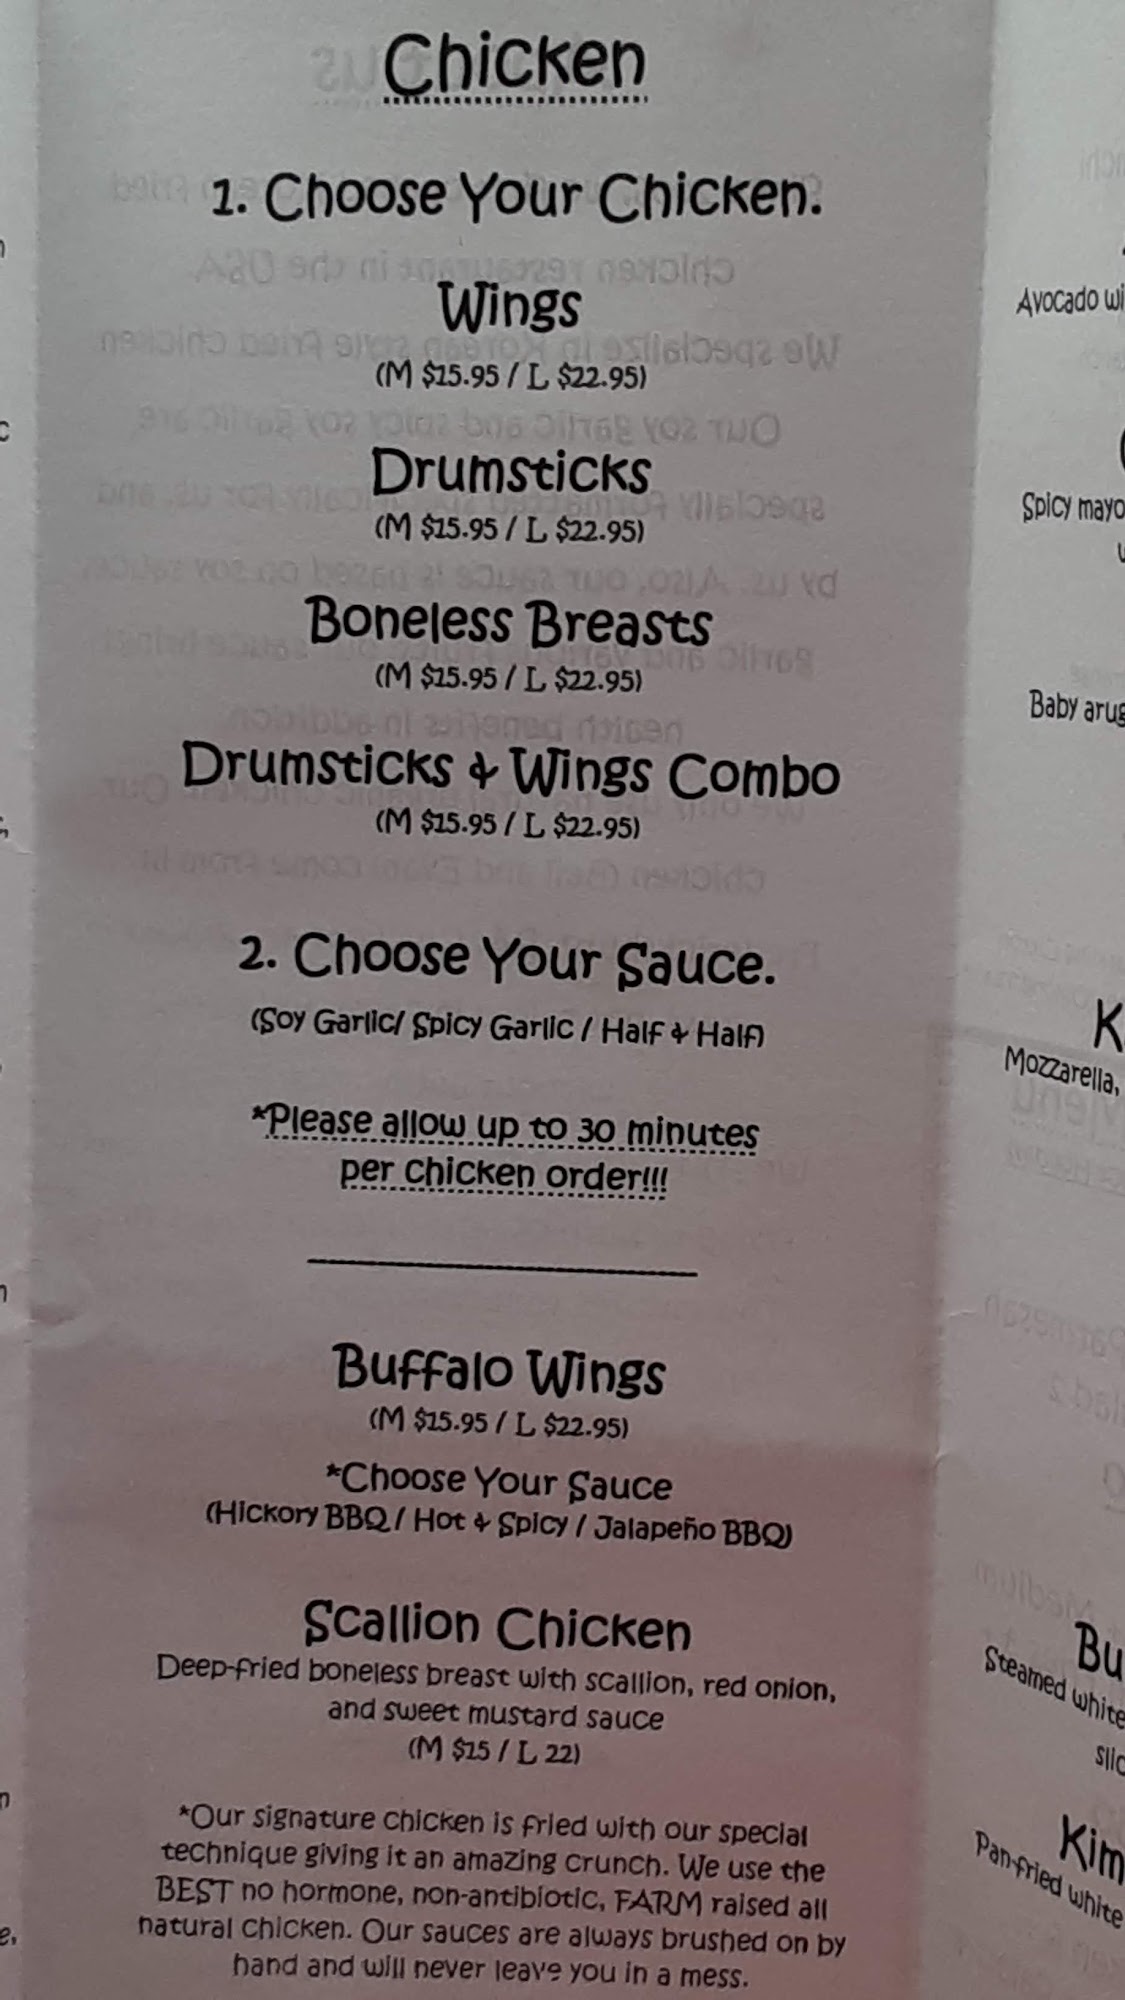 Chicken
1. Choose Your Chicken.
Wings
(M $15.95 / L $22.95)
Drumsticks
(M $15.95 / L $22.95)
Boneless Breasts
(M $15.95 / L $22.95)
Drumsticks & Wings Combo
(M $15.95 / L $22.95)
2. Choose Your Sauce.
(Soy Garlic/ Spicy Garlic / Half & Half)
*Please allow up to 30 minutes
per chicken order!!!
Buffalo Wings
(M $15.95 / L $22.95)
*Choose Your Sauce
(Hickory BBQ / Hot & Spicy / Jalapeño BBQ)
Scallion Chicken
Deep-fried boneless breast with scallion, red onion,
and sweet mustard sauce
(M $15 / L 22)
*Our signature chicken is fried with our special
technique giving it an amazing crunch. We use the
BEST no hormone, non-antibiotic, FARM raised all
natural chicken. Our sauces are always brushed on by
hand and will never leave you in a mess.
Avocado
Spicy mayo
Baby
Mozzarella,
Steamed white
Pan-fried white